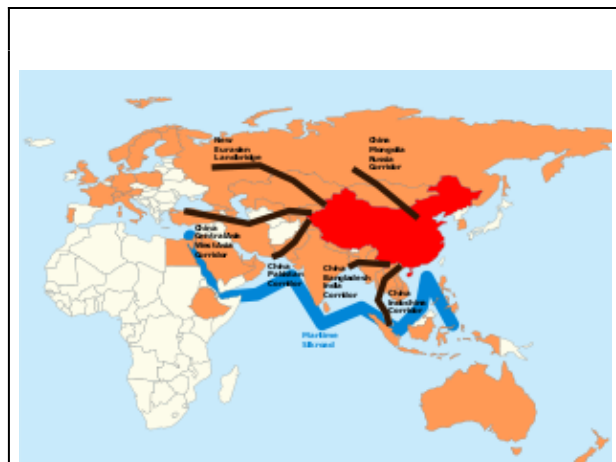 New
Eurasian
Landbridge
China
Mongolia
Russia
Corridor
China
Central Asia
West Asia
Corridor
China
Pakistan
Corridor
China
Bangladesh
India
Corridor
China
Indochina
Corridor
Maritime
Silkroad